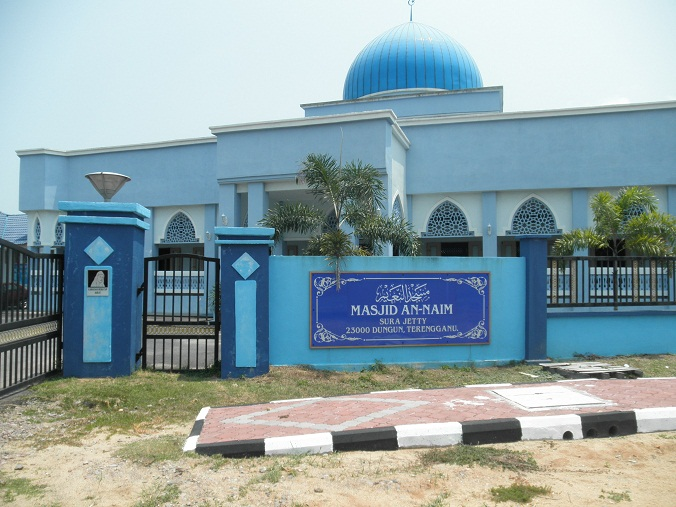 مسجد النعيم
MASJID AN-NAIM
SURA JETTY
23000 DUNGUN, TERENGGANU.